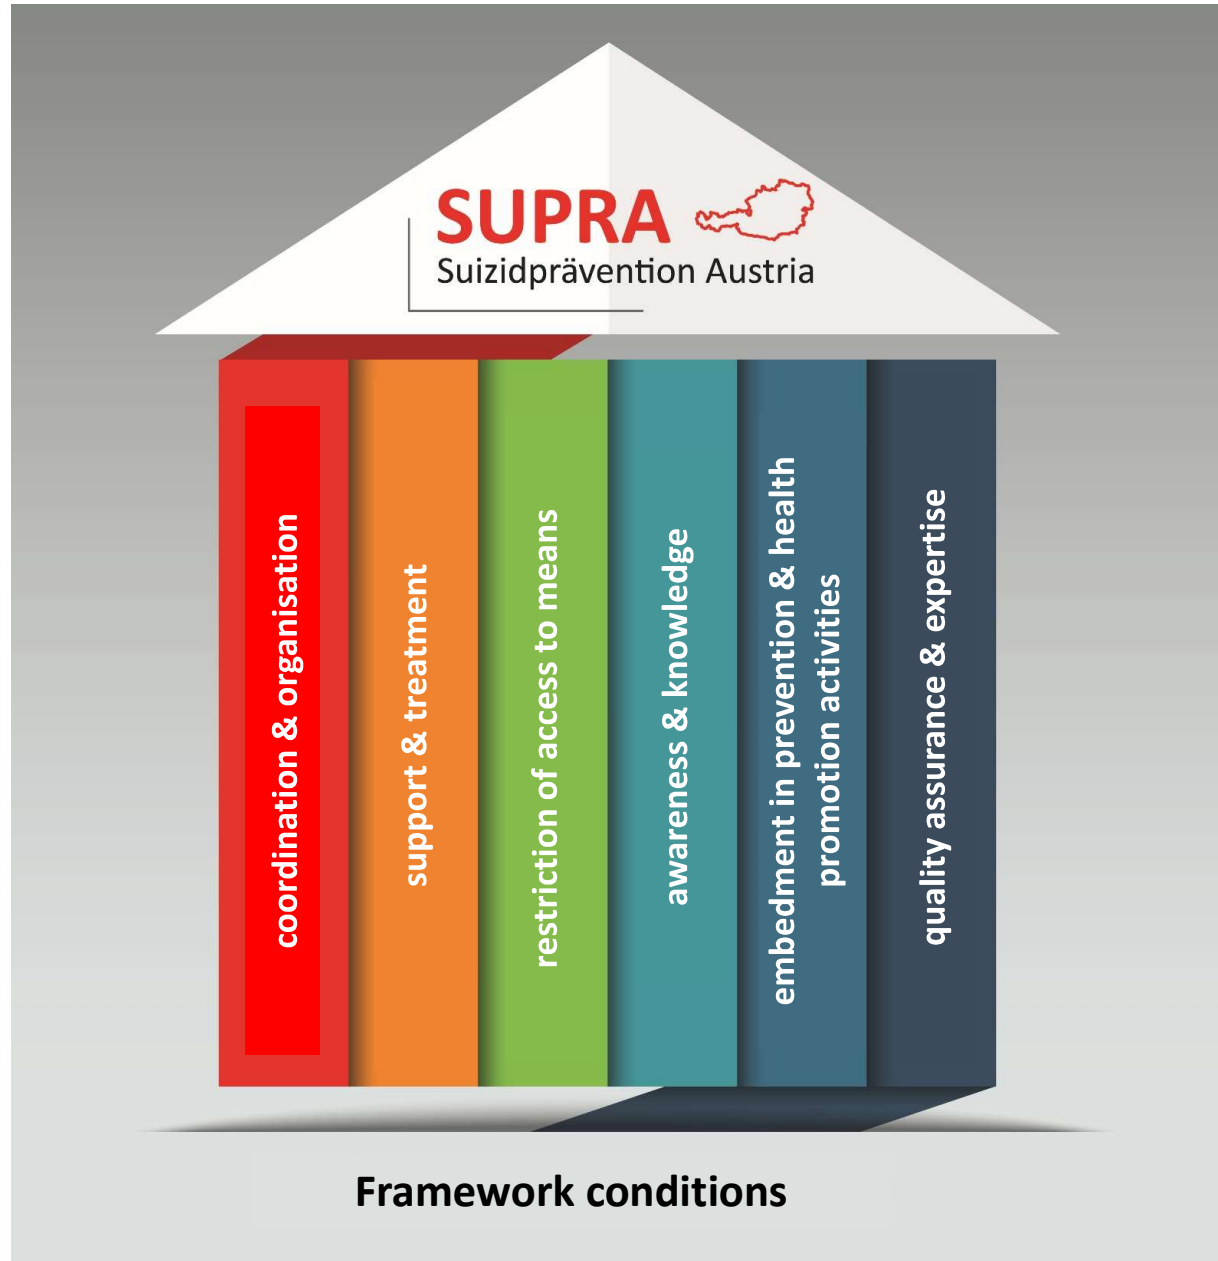 SUPRA
Suizidprävention Austria
coordination & organisation
support & treatment
restriction of access to means
awareness & knowledge
embedment in prevention & health
promotion activities
quality assurance & expertise
Framework conditions